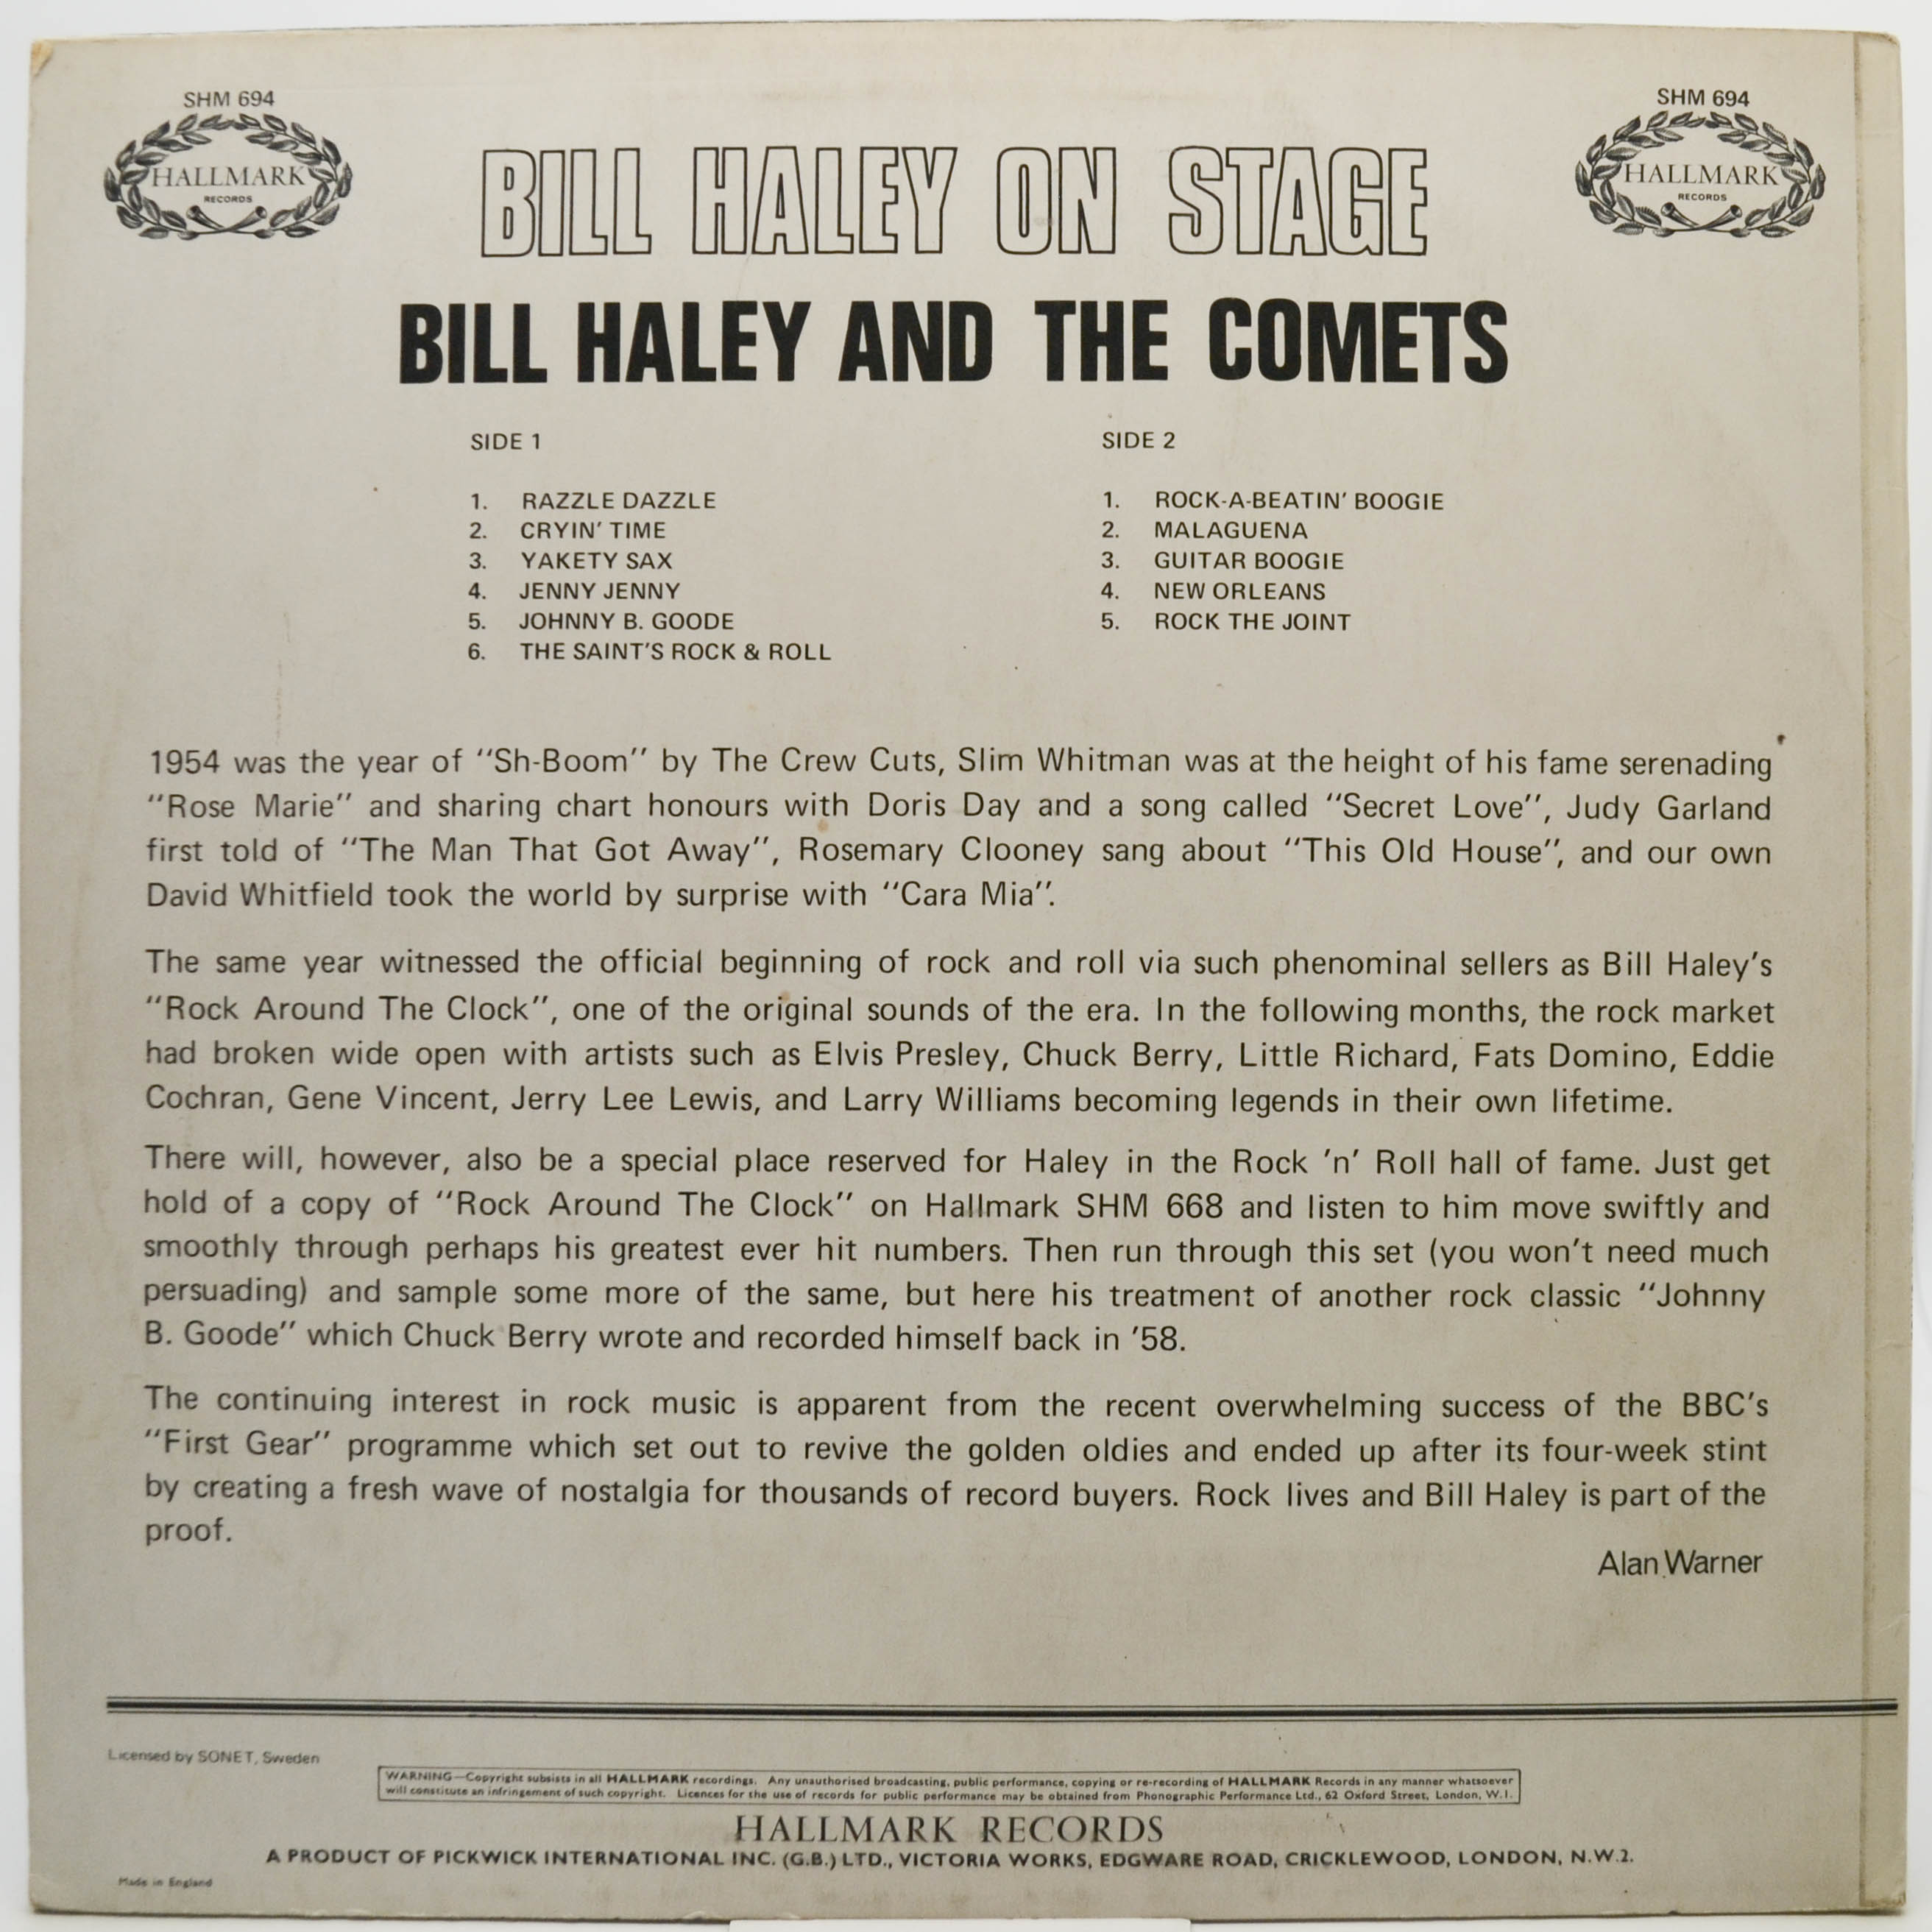 SHM 694
HALLMARK
RECORDS
SHM 694
HALLMARK
RECORDS
BILL HALEY ON STAGE
BILL HALEY AND THE COMETS
SIDE 1
1. RAZZLE DAZZLE
2. CRYIN' TIME
3. YAKETY SAX
4. JENNY JENNY
5. JOHNNY B. GOODE
6. THE SAINT'S ROCK & ROLL
SIDE 2
1. ROCK-A-BEATIN' BOOGIE
2. MALAGUENA
3. GUITAR BOOGIE
4. NEW ORLEANS
5. ROCK THE JOINT
1954 was the year of "Sh-Boom" by The Crew Cuts, Slim Whitman was at the height of his fame serenading
"Rose Marie" and sharing chart honours with Doris Day and a song called "Secret Love", Judy Garland
first told of "The Man That Got Away", Rosemary Clooney sang about "This Old House", and our own
David Whitfield took the world by surprise with "Cara Mia".
The same year witnessed the official beginning of rock and roll via such phenominal sellers as Bill Haley's
"Rock Around The Clock", one of the original sounds of the era. In the following months, the rock market
had broken wide open with artists such as Elvis Presley, Chuck Berry, Little Richard, Fats Domino, Eddie
Cochran, Gene Vincent, Jerry Lee Lewis, and Larry Williams becoming legends in their own lifetime.
There will, however, also be a special place reserved for Haley in the Rock 'n' Roll hall of fame. Just get
hold of a copy of "Rock Around The Clock" on Hallmark SHM 668 and listen to him move swiftly and
smoothly through perhaps his greatest ever hit numbers. Then run through this set (you won't need much
persuading) and sample some more of the same, but here his treatment of another rock classic "Johnny
B. Goode" which Chuck Berry wrote and recorded himself back in '58.
The continuing interest in rock music is apparent from the recent overwhelming success of the BBC's
"First Gear" programme which set out to revive the golden oldies and ended up after its four-week stint
by creating a fresh wave of nostalgia for thousands of record buyers. Rock lives and Bill Haley is part of the
proof.
Alan Warner
Licensed by SONET, Sweden
WARNING—Copyright subsists in all HALLMARK recordings. Any unauthorised broadcasting, public performance, copying or re-recording of HALLMARK Records in any manner whatsoever
will constitute an infringement of such copyright. Licences for the use of records for public performance may be obtained from Phonographic Performance Ltd., 62 Oxford Street, London, W.1.
HALLMARK RECORDS
A PRODUCT OF PICKWICK INTERNATIONAL INC. (G.B.) LTD., VICTORIA WORKS, EDGWARE ROAD, CRICKLEWOOD, LONDON, N.W.2.
Made in England